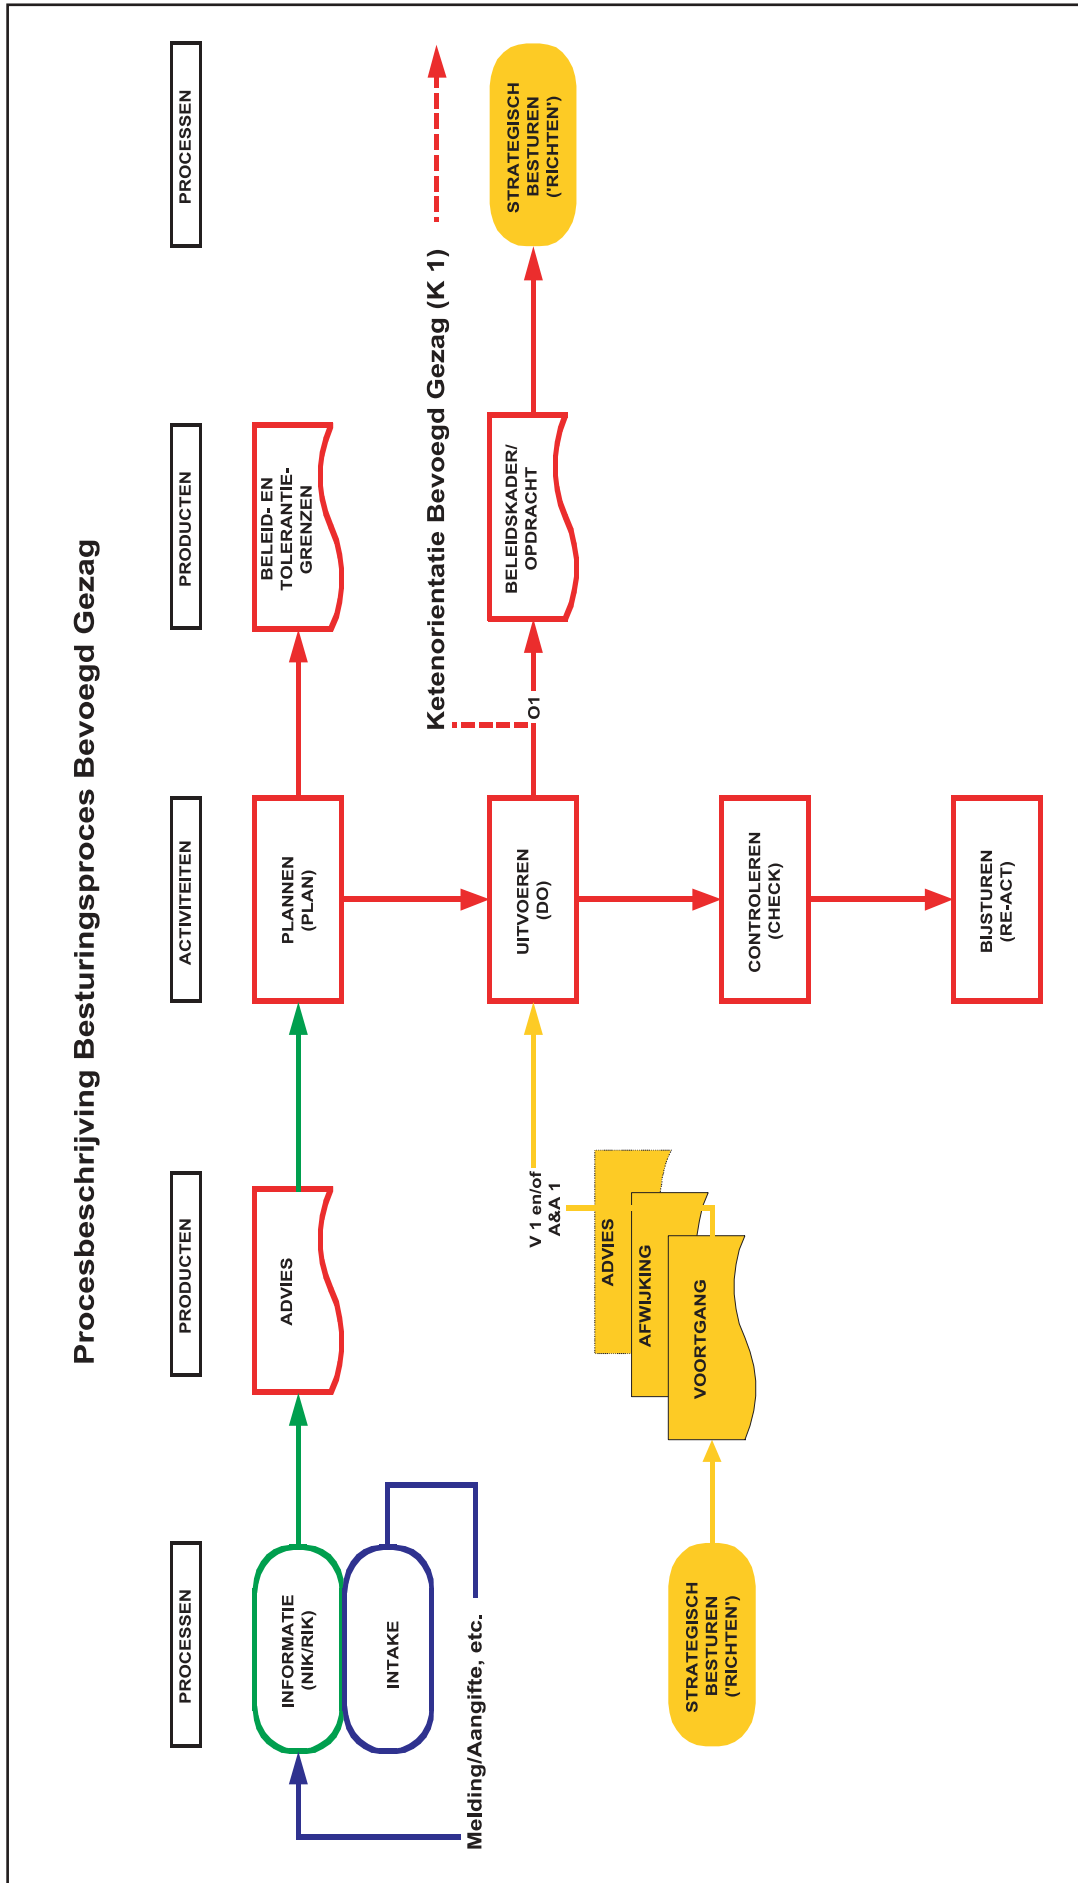 Procesbeschrijving Besturingsproces Bevoegd Gezag
PROCESSEN
PRODUCTEN
ACTIVITEITEN
PRODUCTEN
PROCESSEN
INFORMATIE
(NIK/RIK)
ADVIES
PLANNEN
(PLAN)
BELEID- EN
TOLERANTIE-
GRENZEN
INTAKE
Melding/Aangifte, etc.
Ketenorientatie Bevoegd Gezag (K 1)
V 1 en/of
A&A 1
UITVOEREN
(DO)
O1
BELEIDSKADER/
OPDRACHT
STRATEGISCH
BESTUREN
('RICHTEN')
ADVIES
AFWIJKING
VOORTGANG
STRATEGISCH
BESTUREN
('RICHTEN')
CONTROLEREN
(CHECK)
BIJSTUREN
(RE-ACT)